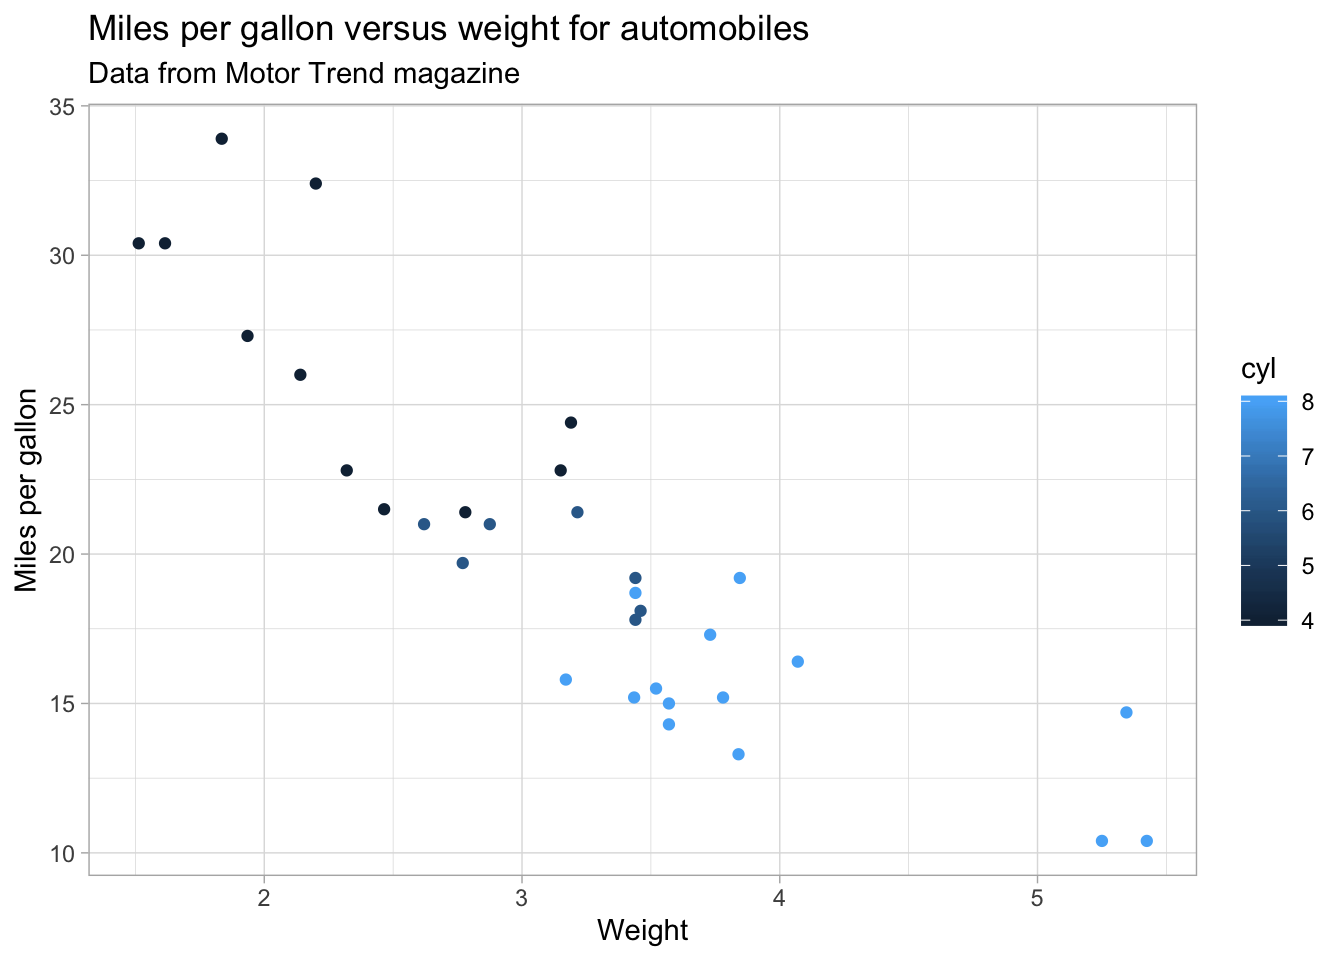 Miles per gallon versus weight for automobiles
Data from Motor Trend magazine
35
30
25
20
15
10
Miles per gallon
2 3 4 5
Weight
cyl
8
7
6
5
4